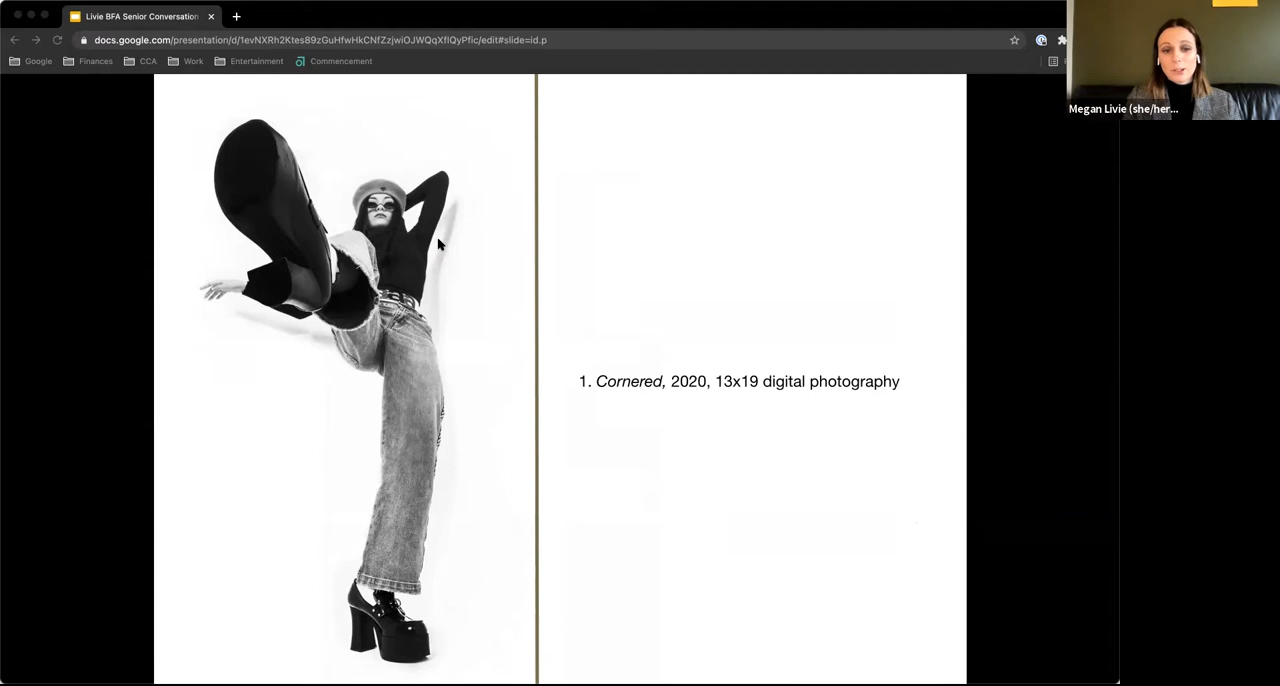 Livie BFA Senior Conversation
docs.google.com/presentation/d/1evNXRh2Ktes89zGuHfwHkCNfZzjwiOJWQqXfIQyPfic/edit#slide=id.p
Google Finances CCA Work Entertainment Commencement
Megan Livie (she/her...
1. Cornered, 2020, 13x19 digital photography